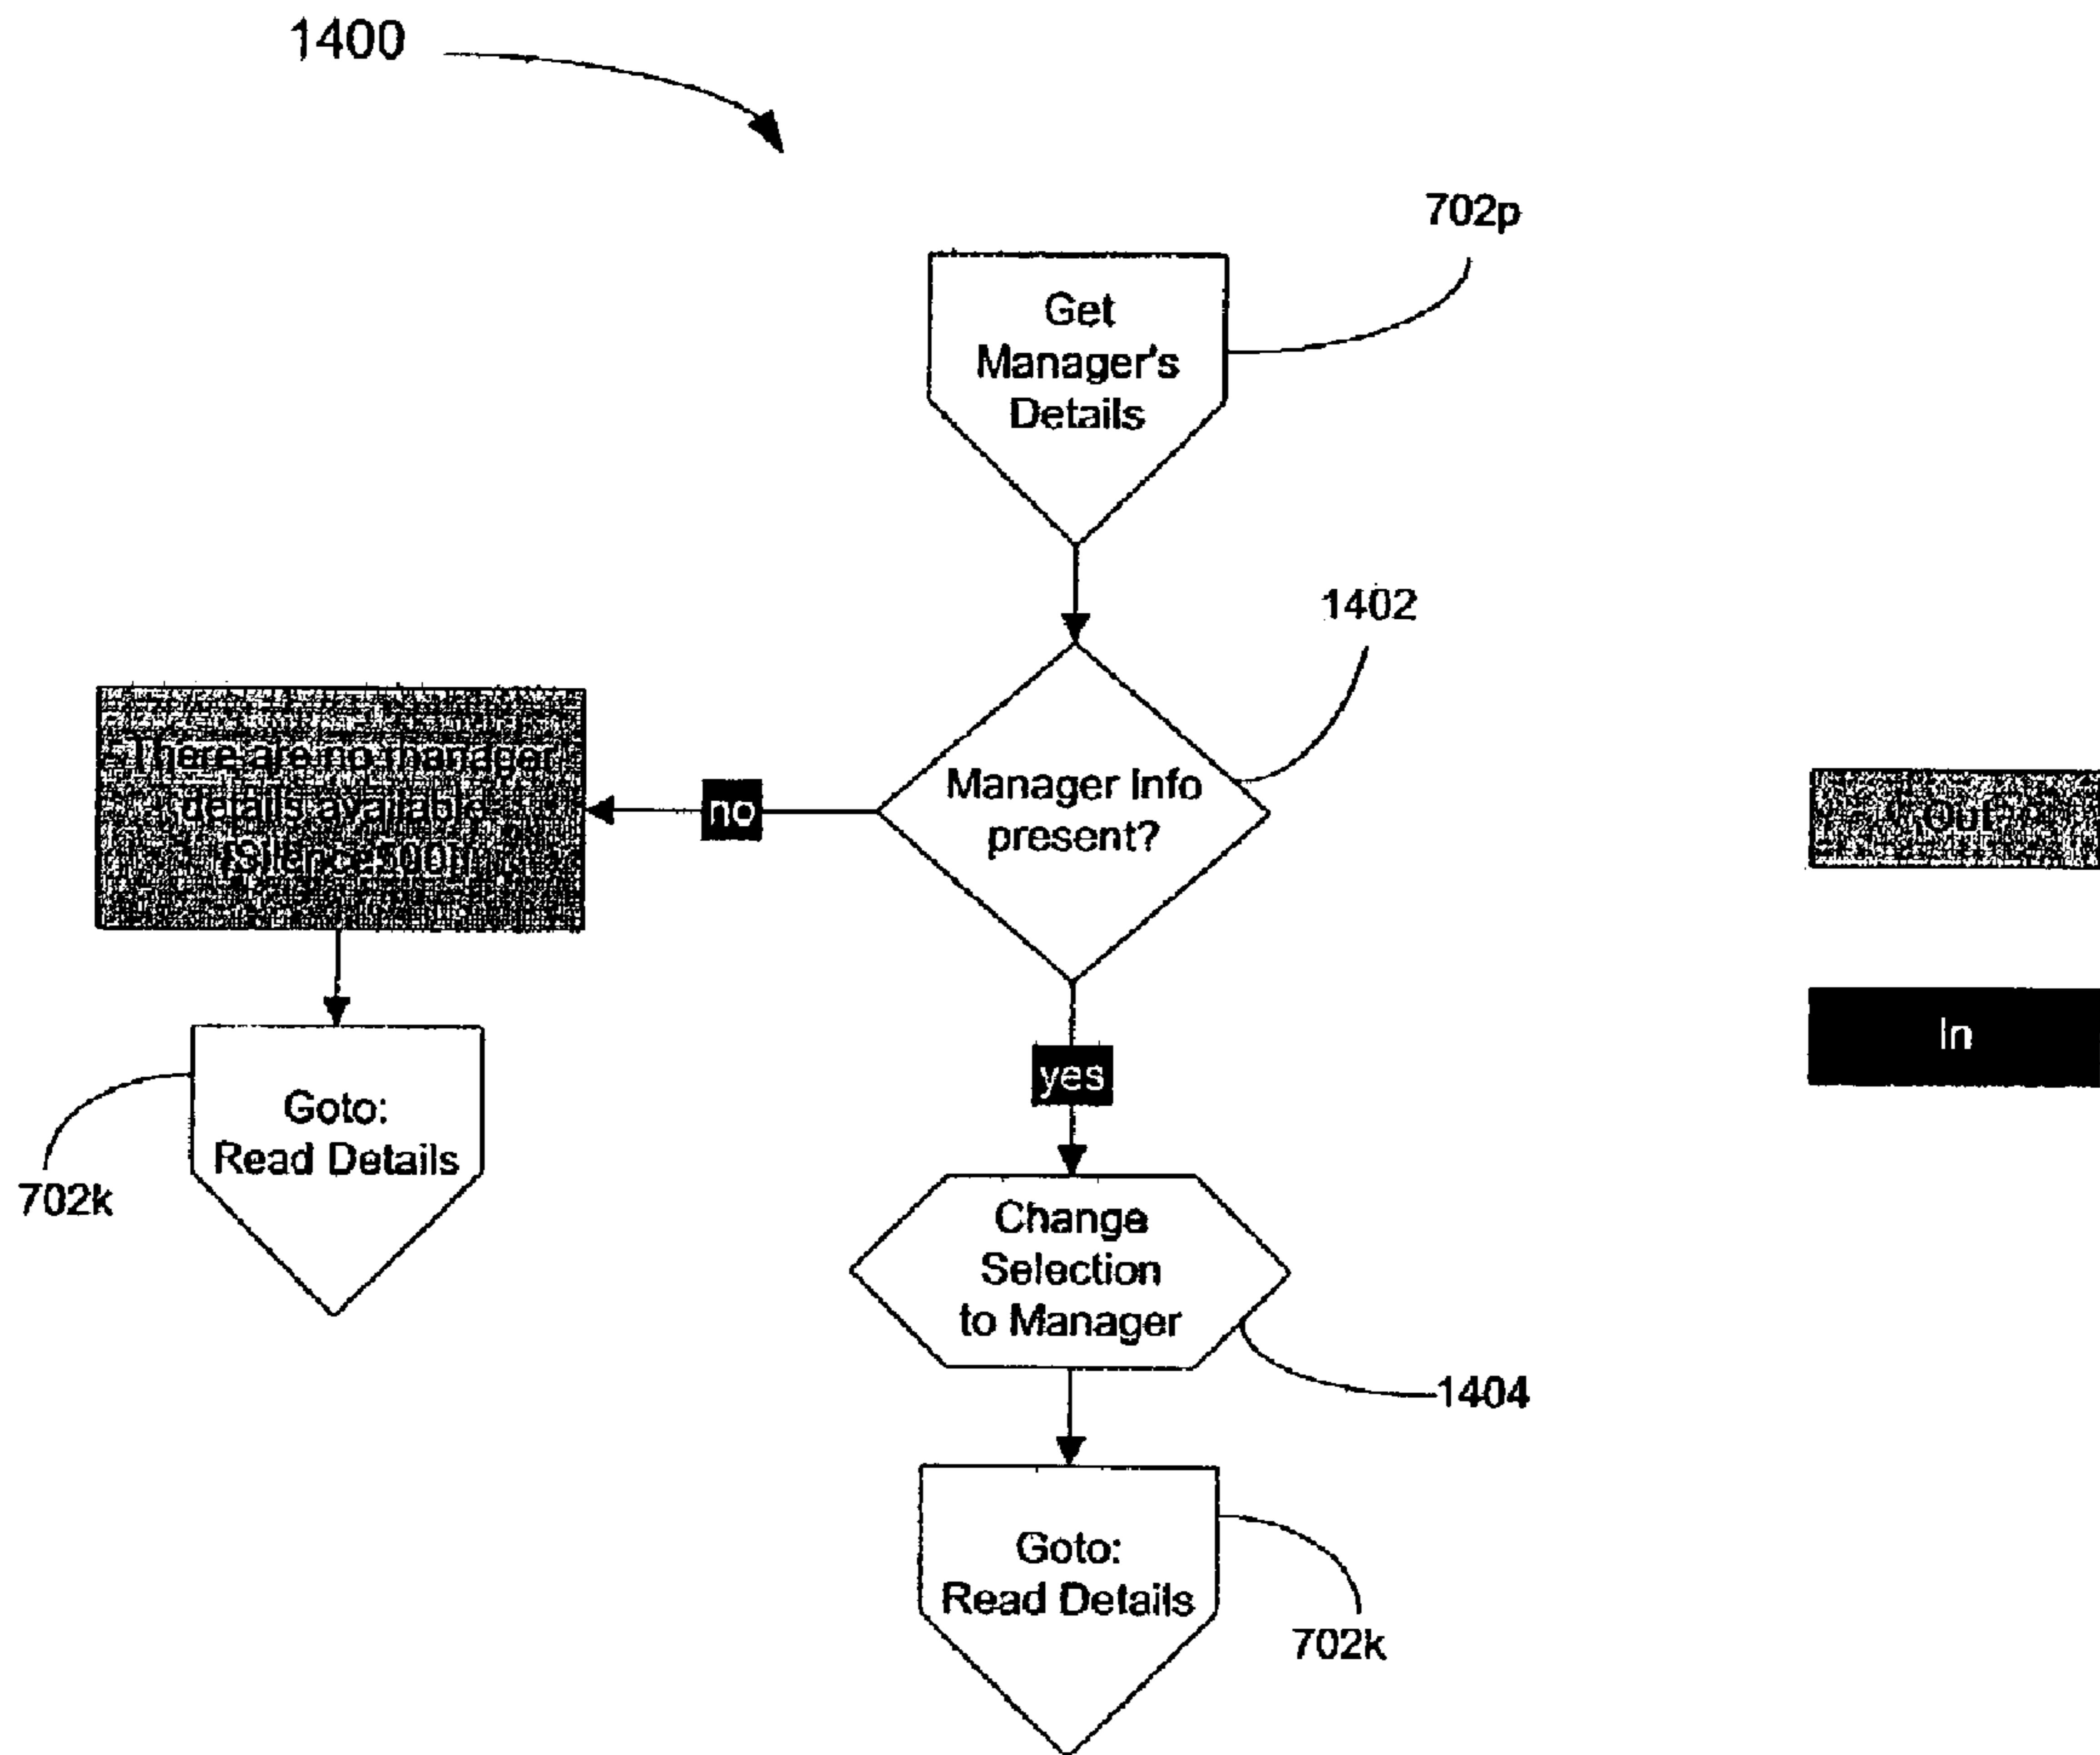 1400
702p
Get
Manager's
Details
1402
There are no manager
details available
Manager Info
present?
no
Out
In
yes
Goto:
Read Details
702k
Change
Selection
to Manager
1404
Goto:
Read Details
702k